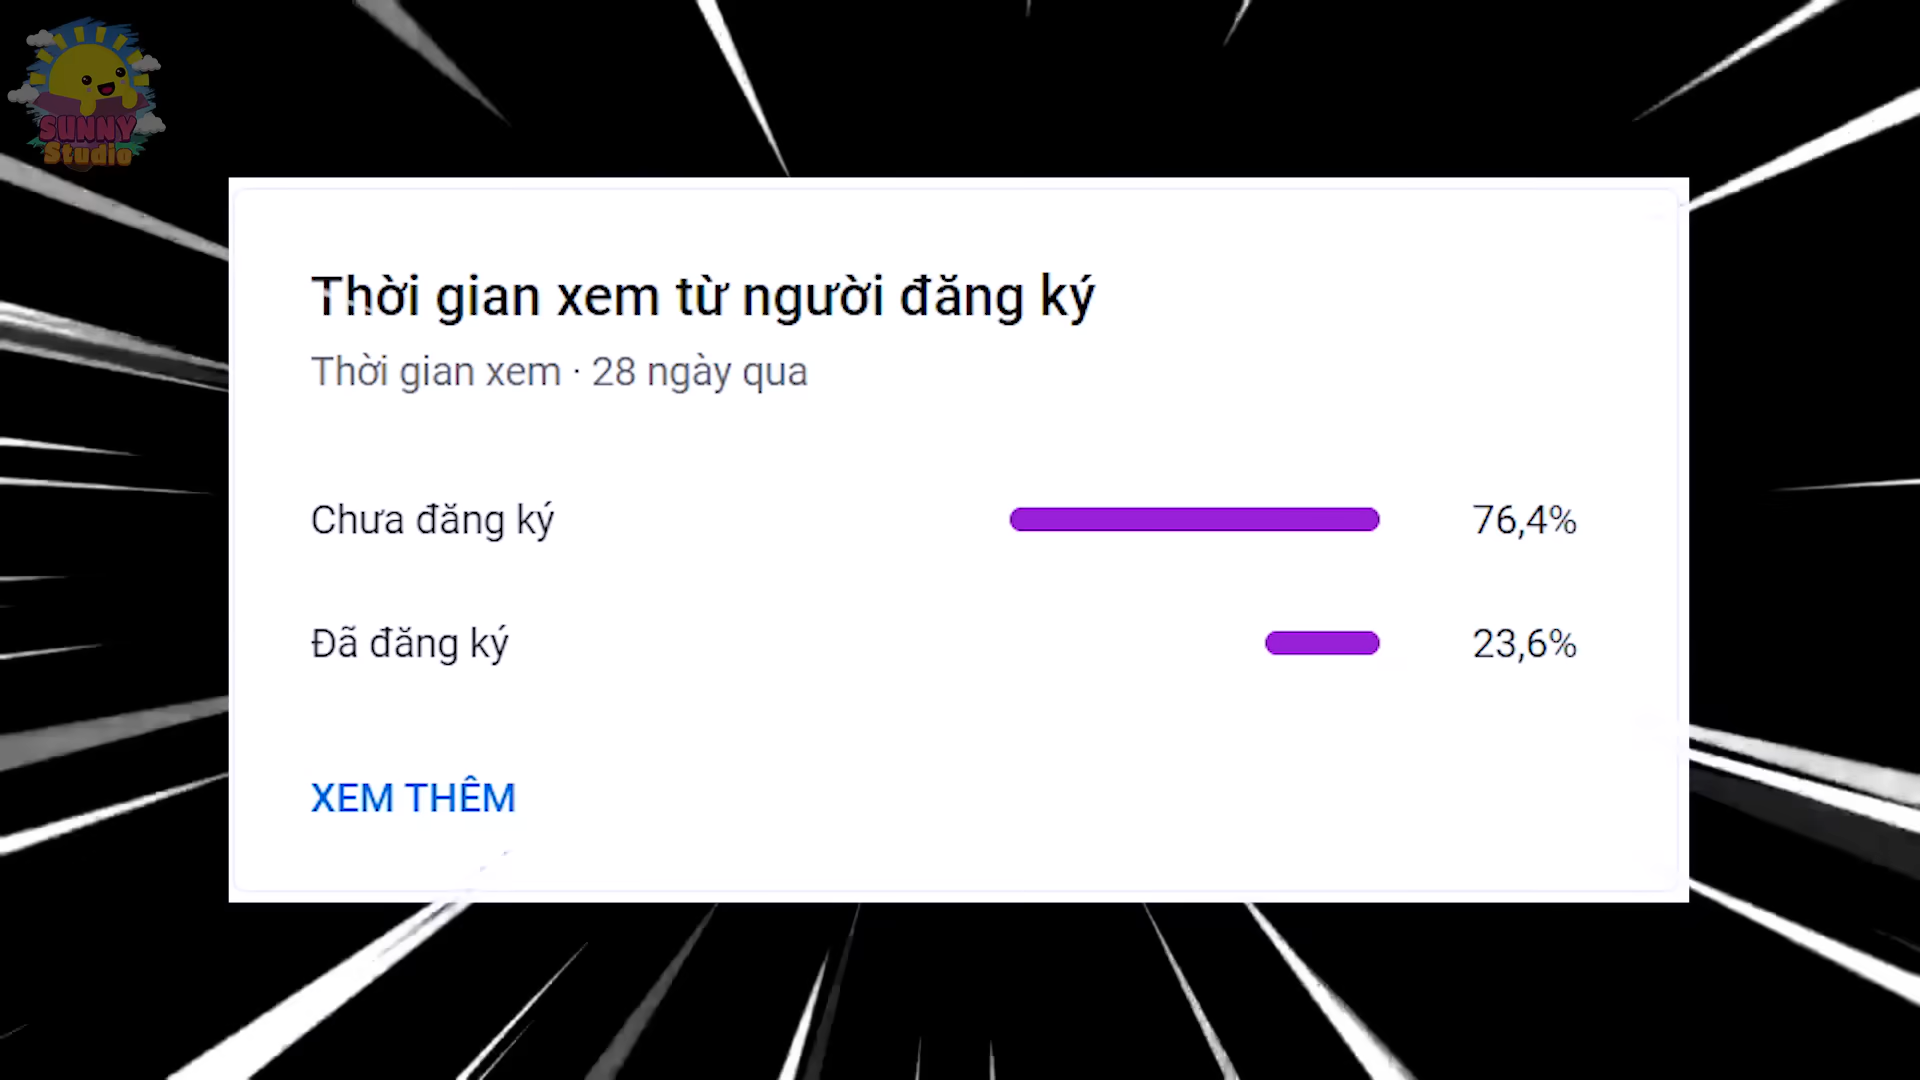 SUNNY
Studio
Thời gian xem từ người đăng ký
Thời gian xem · 28 ngày qua
Chưa đăng ký 76,4%
Đã đăng ký 23,6%
XEM THÊM